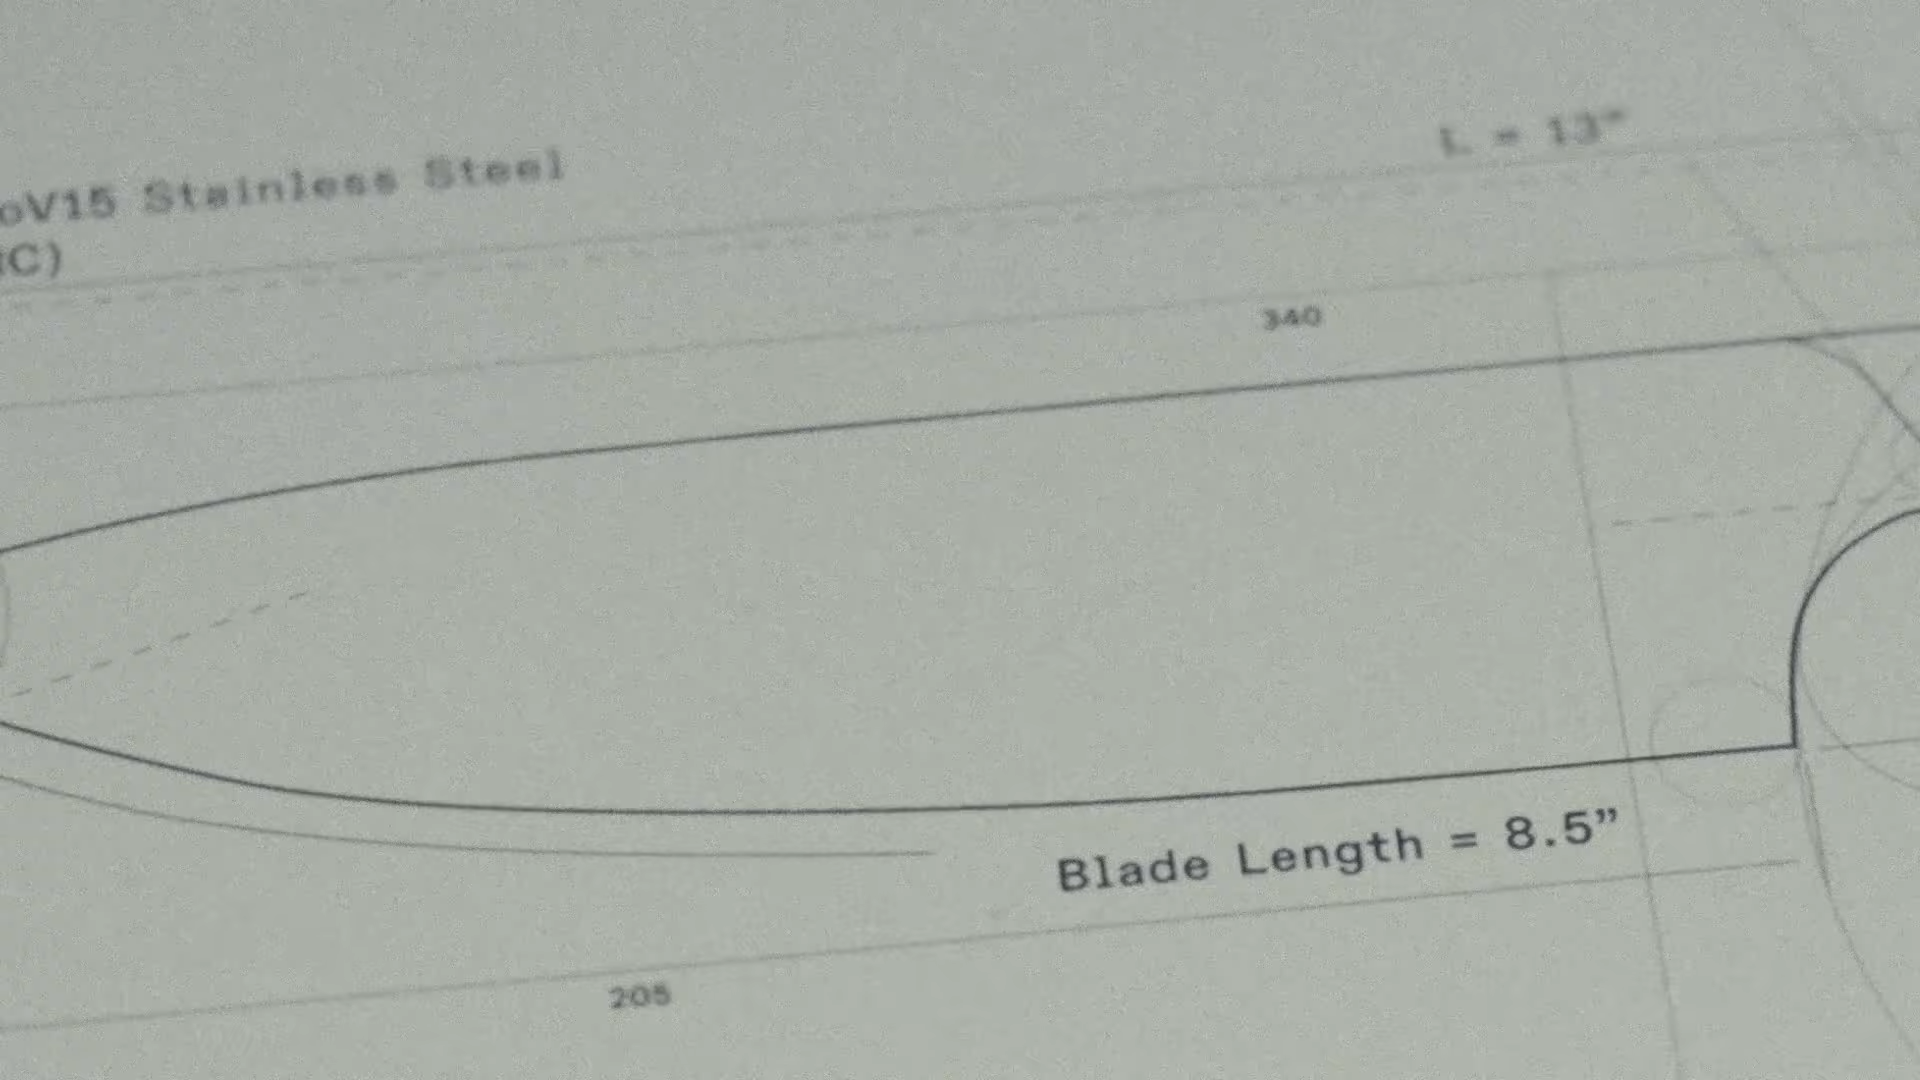 oV15 Stainless Steel
C)
L = 13"
340
Blade Length = 8.5”
205